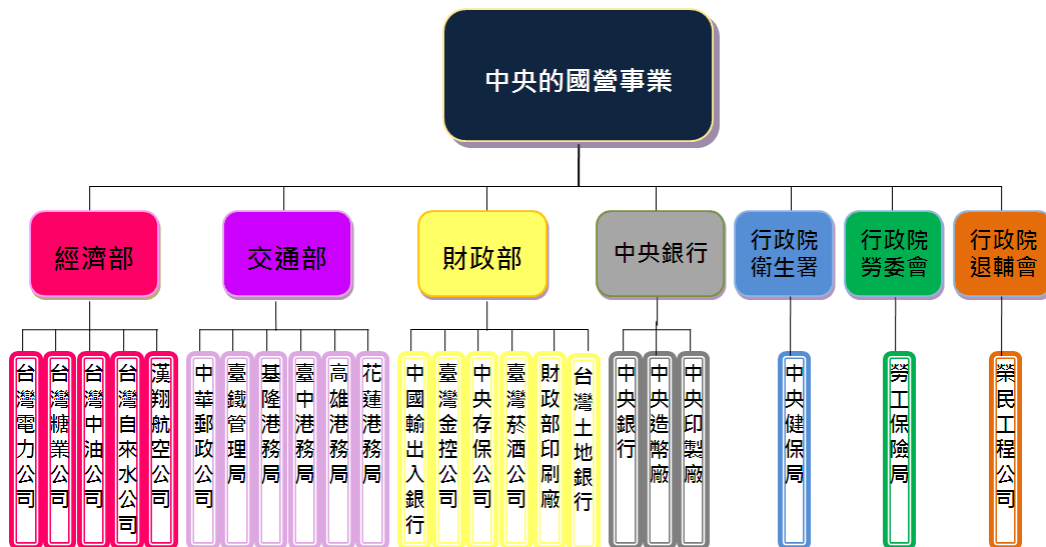 中央的國營事業
經濟部
交通部
財政部
中央銀行
行政院
衛生署
行政院
勞委會
行政院
退輔會
台灣電力公司
台灣糖業公司
台灣中油公司
台灣自來水公司
漢翔航空公司
中華郵政公司
臺鐵管理局
基隆港務局
臺中港務局
高雄港務局
花蓮港務局
中國輸出入銀行
臺灣金控公司
中央存保公司
臺灣菸酒公司
財政部印刷廠
台灣土地銀行
中央銀行
中央造幣廠
中央印製廠
中央健保局
勞工保險局
榮民工程公司